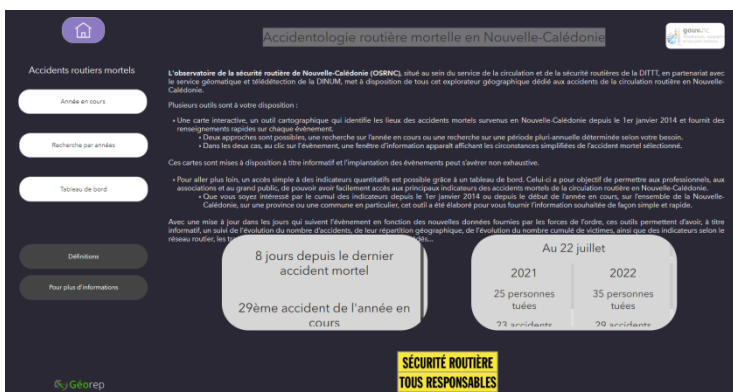 Accidentologie routière mortelle en Nouvelle-Calédonie
gouv.nc
Accidents routiers mortels
Année en cours
Recherche par années
Tableau de bord
Définitions
Pour plus d'informations
Géorep
L'observatoire de la sécurité routière de Nouvelle-Calédonie (OSRNC), situé au sein du service de la circulation et de la sécurité routières de la DITTT, en partenariat avec
le service géomatique et télédétection de la DINUM, met à disposition de tous cet explorateur géographique dédié aux accidents de la circulation routière en Nouvelle-
Calédonie.
Plusieurs outils sont à votre disposition :
• Une carte interactive, un outil cartographique qui identifie les lieux des accidents mortels survenus en Nouvelle-Calédonie depuis le 1er janvier 2014 et fournit des
renseignements rapides sur chaque évènement.
• Deux approches sont possibles, une recherche sur l'année en cours ou une recherche sur une période pluri-annuelle déterminée selon votre besoin.
• Dans les deux cas, au clic sur l'évènement, une fenêtre d'information apparaît affichant les circonstances simplifiées de l'accident mortel sélectionné.
Ces cartes sont mises à disposition à titre informatif et l'implantation des évènements peut s'avérer non exhaustive.
• Pour aller plus loin, un accès simple à des indicateurs quantitatifs est possible grâce à un tableau de bord. Celui-ci a pour objectif de permettre aux professionnels, aux
associations et au grand public, de pouvoir avoir facilement accès aux principaux indicateurs des accidents mortels de la circulation routière en Nouvelle-Calédonie.
• Que vous soyez intéressé par le cumul des indicateurs depuis le 1er janvier 2014 ou depuis le début de l'année en cours, sur l'ensemble de la Nouvelle-
Calédonie, sur une province ou une commune en particulier, cet outil a été élaboré pour vous fournir l'information souhaitée de façon simple et rapide.
Avec une mise à jour dans les jours qui suivent l'évènement en fonction des nouvelles données fournies par les forces de l'ordre, ces outils permettent d'avoir, à titre
informatif, un suivi de l'évolution du nombre d'accidents, de leur répartition géographique, de l'évolution du nombre cumulé de victimes, ainsi que des indicateurs selon le
réseau routier, les
8 jours depuis le dernier
accident mortel
29ème accident de l'année en
cours
Au 22 juillet
2021 2022
25 personnes 35 personnes
tuées tuées
23 accidents 29 accidents
SÉCURITÉ ROUTIÈRE
TOUS RESPONSABLES